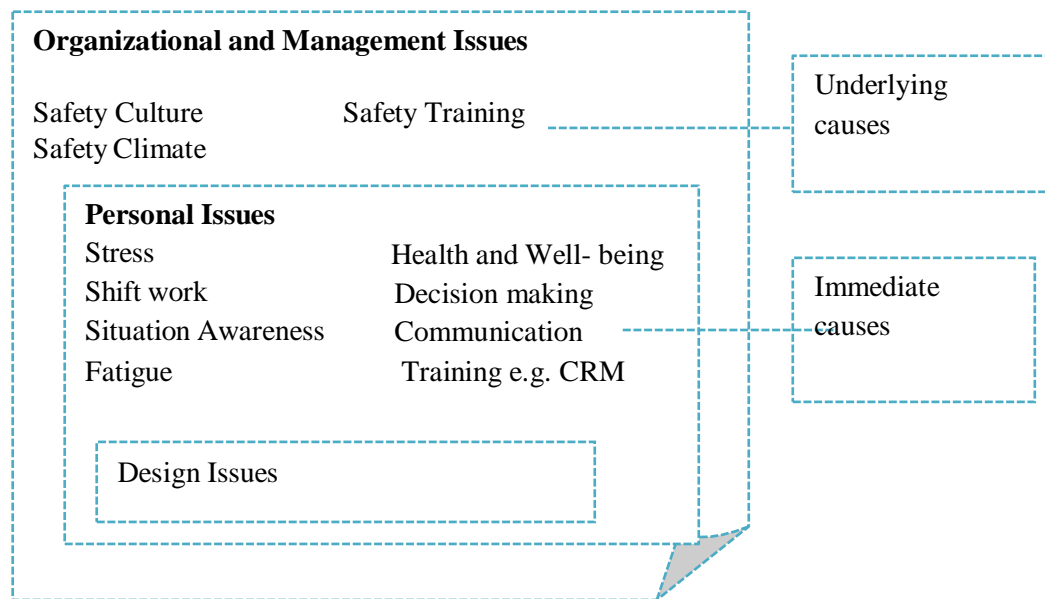 Organizational and Management Issues
Safety Culture Safety Training
Safety Climate
Underlying
causes
Personal Issues
Stress Health and Well- being
Shift work Decision making
Situation Awareness Communication
Fatigue Training e.g. CRM
Immediate
causes
Design Issues